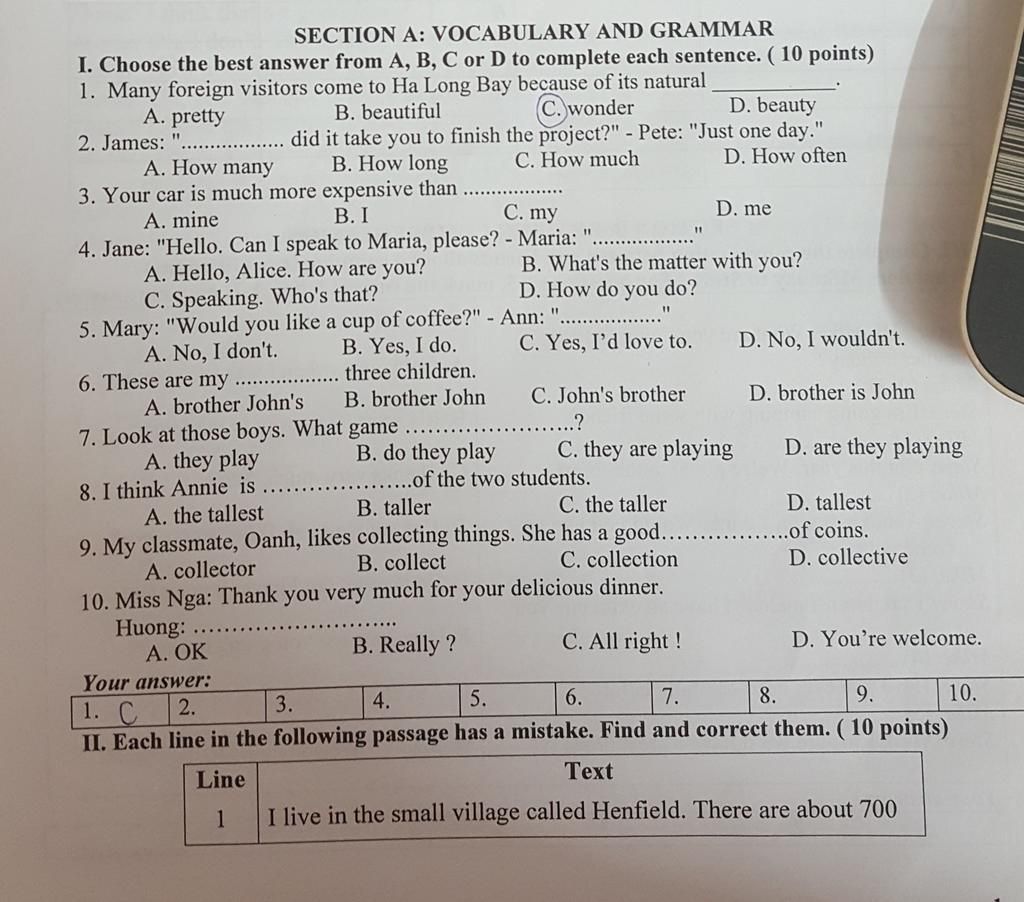 SECTION A: VOCABULARY AND GRAMMAR
I. Choose the best answer from A, B, C or D to complete each sentence. ( 10 points)
1. Many foreign visitors come to Ha Long Bay because of its natural ____________.
A. pretty B. beautiful C. wonder D. beauty
2. James: ".................. did it take you to finish the project?" - Pete: "Just one day."
A. How many B. How long C. How much D. How often
3. Your car is much more expensive than ..................
A. mine B. I C. my D. me
4. Jane: "Hello. Can I speak to Maria, please? - Maria: ".................."
A. Hello, Alice. How are you? B. What's the matter with you?
C. Speaking. Who's that? D. How do you do?
5. Mary: "Would you like a cup of coffee?" - Ann: ".................."
A. No, I don't. B. Yes, I do. C. Yes, I'd love to. D. No, I wouldn't.
6. These are my .................. three children.
A. brother John's B. brother John C. John's brother D. brother is John
7. Look at those boys. What game ........................?
A. they play B. do they play C. they are playing D. are they playing
8. I think Annie is .....................of the two students.
A. the tallest B. taller C. the taller D. tallest
9. My classmate, Oanh, likes collecting things. She has a good..................of coins.
A. collector B. collect C. collection D. collective
10. Miss Nga: Thank you very much for your delicious dinner.
Huong: ............................
A. OK B. Really ? C. All right ! D. You're welcome.
Your answer:
1. C 2. 3. 4. 5. 6. 7. 8. 9. 10.
II. Each line in the following passage has a mistake. Find and correct them. ( 10 points)
Line Text
1 I live in the small village called Henfield. There are about 700